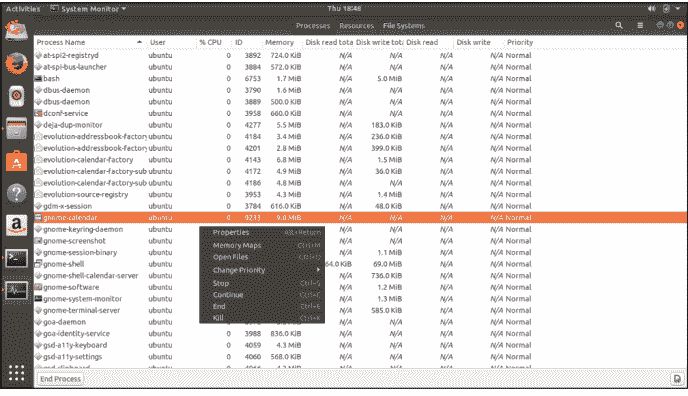 Activities System Monitor Thu 18:48
Processes Resources File Systems
Process Name User % CPU ID Memory Disk read tota Disk write tota Disk read Disk write Priority
at-spi2-registryd ubuntu 0 3892 724.0 KiB N/A N/A N/A N/A Normal
at-spi-bus-launcher ubuntu 0 3884 572.0 KiB N/A N/A N/A N/A Normal
bash ubuntu 0 6753 1.7 MiB N/A 5.0 MiB N/A N/A Normal
dbus-daemon ubuntu 0 3790 1.6 MiB N/A N/A N/A N/A Normal
dbus-daemon ubuntu 0 3889 500.0 KiB N/A N/A N/A N/A Normal
dconf-service ubuntu 0 3958 660.0 KiB N/A N/A N/A N/A Normal
deja-dup-monitor ubuntu 0 4277 5.5 MiB N/A 183.0 KiB N/A N/A Normal
evolution-addressbook-factory ubuntu 0 4184 3.4 MiB N/A 236.0 KiB N/A N/A Normal
evolution-addressbook-factory ubuntu 0 4201 2.8 MiB N/A 399.0 KiB N/A N/A Normal
evolution-calendar-factory ubuntu 0 4143 6.8 MiB N/A 1.5 MiB N/A N/A Normal
evolution-calendar-factory-sub ubuntu 0 4172 4.9 MiB N/A 36.0 KiB N/A N/A Normal
evolution-calendar-factory-sub ubuntu 0 4186 4.8 MiB N/A N/A N/A N/A Normal
evolution-source-registry ubuntu 0 3953 4.3 MiB N/A 1.4 MiB N/A N/A Normal
gdm-x-session ubuntu 0 3784 616.0 KiB N/A 48.0 KiB N/A N/A Normal
gnome-calendar ubuntu 0 9213 9.8 MiB N/A N/A N/A N/A Normal
gnome-keyring-daemon ubuntu Properties Alt+Return N/A N/A N/A N/A Normal
gnome-screenshot ubuntu Memory Maps Ctrl+M N/A N/A N/A N/A Normal
gnome-session-binary ubuntu Open Files Ctrl+O N/A 1.1 MiB N/A N/A Normal
gnome-shell ubuntu Change Priority 64.0 KiB 69.0 MiB N/A N/A Normal
gnome-shell-calendar-server ubuntu Stop Ctrl+S N/A 736.0 KiB N/A N/A Normal
gnome-software ubuntu Continue Ctrl+C N/A 1.2 MiB N/A N/A Normal
gnome-system-monitor ubuntu End Ctrl+E N/A 1.3 MiB N/A N/A Normal
gnome-terminal-server ubuntu Kill Ctrl+K N/A 585.0 KiB N/A N/A Normal
goa-daemon ubuntu N/A N/A N/A N/A Normal
goa-identity-service ubuntu 0 3988 836.0 KiB N/A N/A N/A N/A Normal
gsd-a11y-keyboard ubuntu 0 4059 4.3 MiB N/A N/A N/A N/A Normal
gsd-a11y-settings ubuntu 0 4060 568.0 KiB N/A N/A N/A N/A Normal
End Process